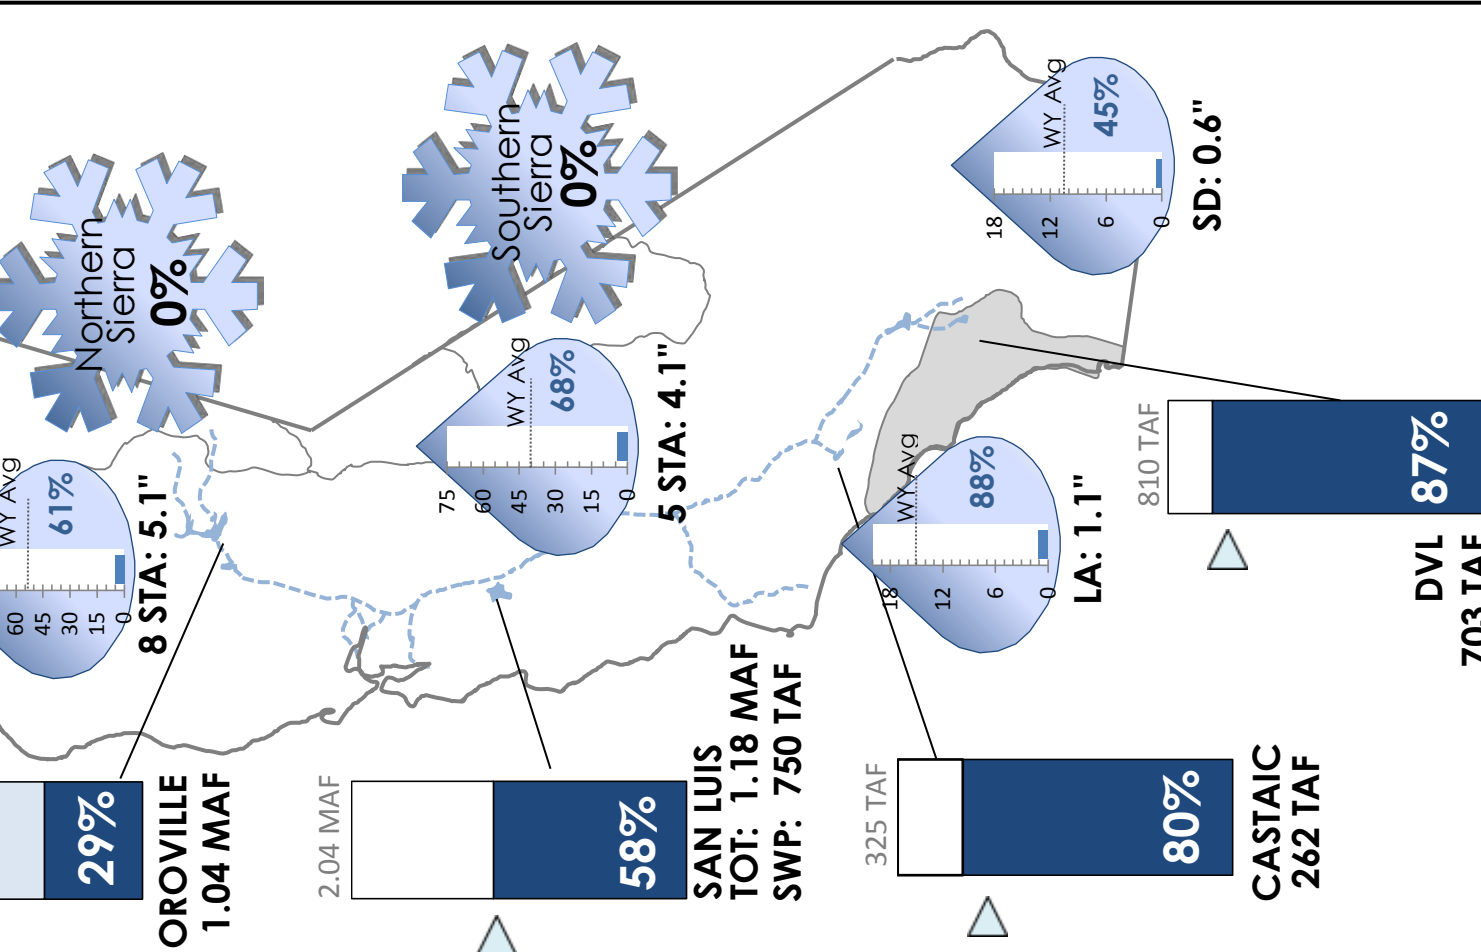 Northern
Sierra
0%
Southern
Sierra
0%
WY Avg
61%
60
45
30
15
0
8 STA: 5.1"
WY Avg
68%
75
60
45
30
15
0
5 STA: 4.1"
WY Avg
45%
18
12
6
0
SD: 0.6"
WY Avg
88%
18
12
6
0
LA: 1.1"
29%
OROVILLE
1.04 MAF
2.04 MAF
58%
SAN LUIS
TOT: 1.18 MAF
SWP: 750 TAF
325 TAF
80%
CASTAIC
262 TAF
810 TAF
87%
DVL
703 TAF